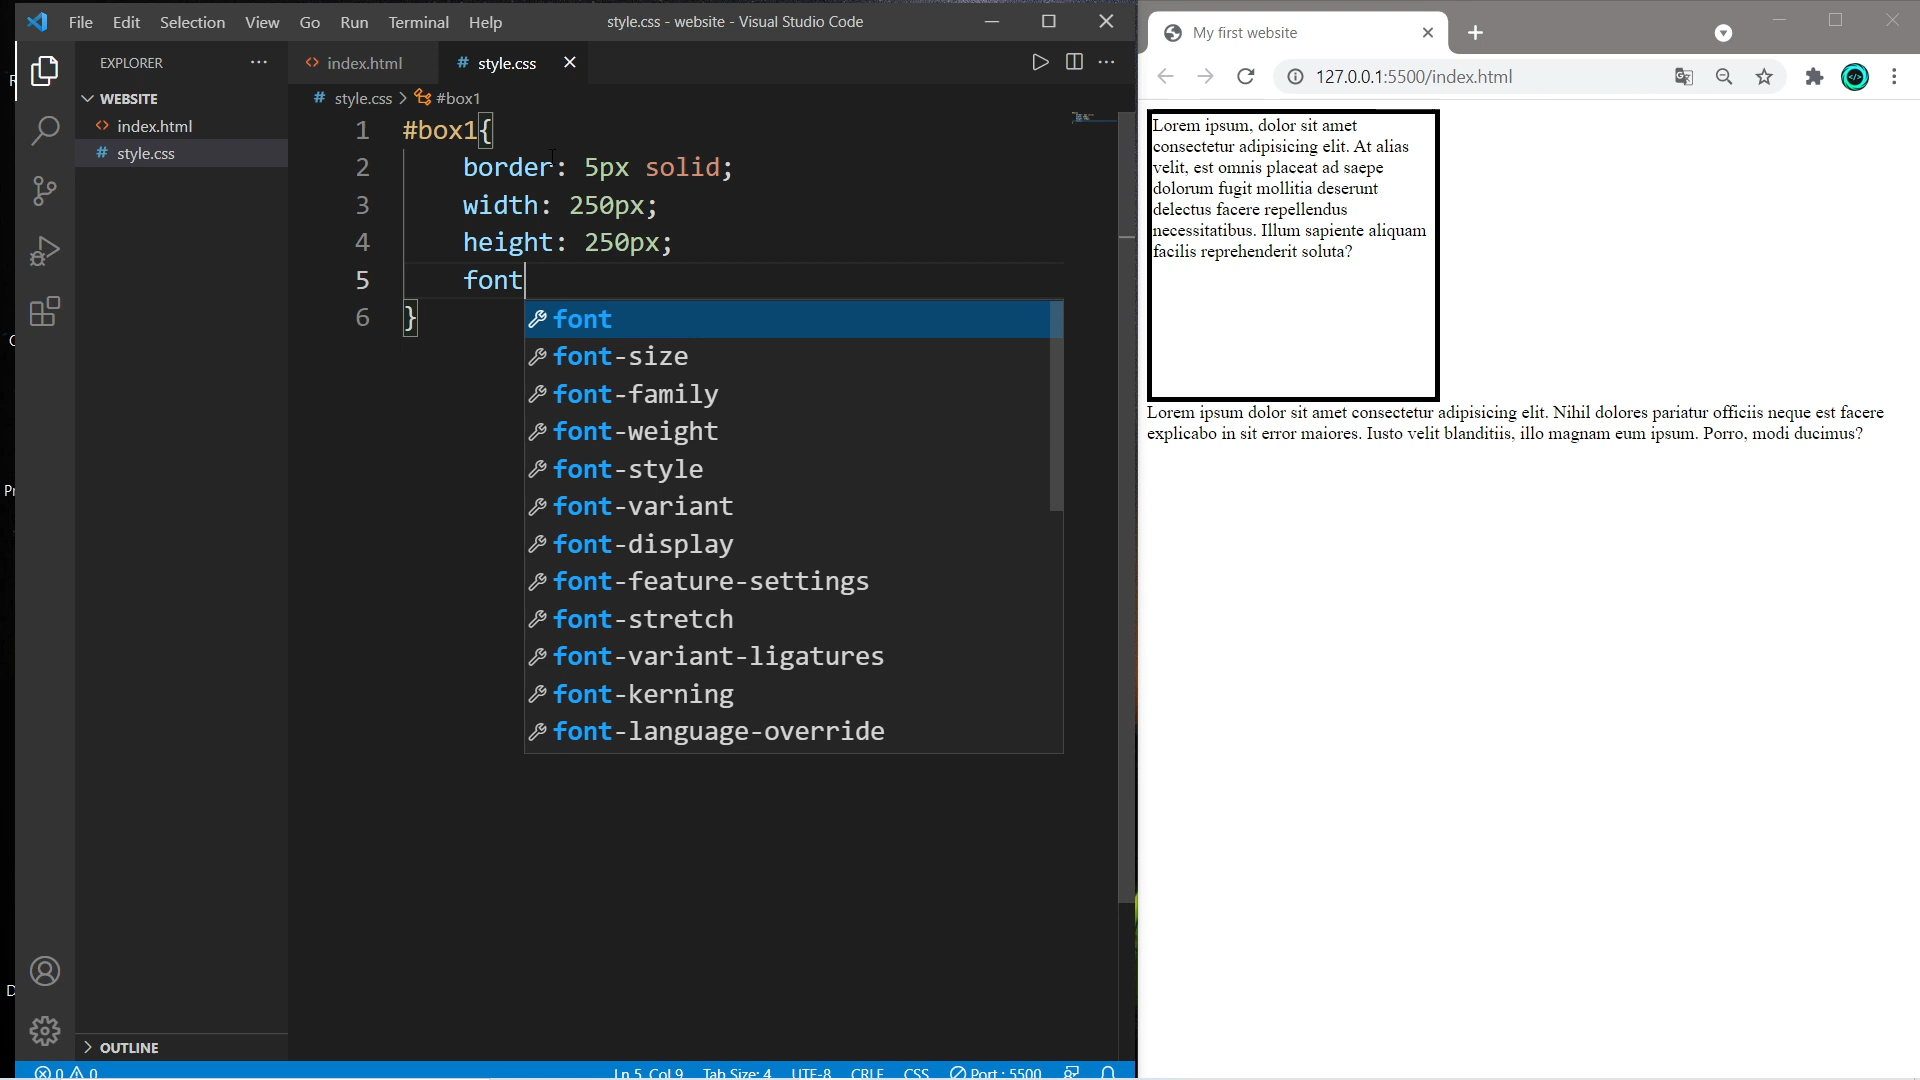 File Edit Selection View Go Run Terminal Help
style.css - website - Visual Studio Code
EXPLORER
WEBSITE
index.html
# style.css
OUTLINE
index.html
# style.css
# style.css > #box1
1 #box1{
2 border: 5px solid;
3 width: 250px;
4 height: 250px;
5 font
6 }
font
font-size
font-family
font-weight
font-style
font-variant
font-display
font-feature-settings
font-stretch
font-variant-ligatures
font-kerning
font-language-override
0 0
Ln 5, Col 9 Tab Size: 4 UTF-8 CRLF CSS Port : 5500
My first website
127.0.0.1:5500/index.html
Lorem ipsum, dolor sit amet
consectetur adipisicing elit. At alias
velit, est omnis placeat ad saepe
dolorum fugit mollitia deserunt
delectus facere repellendus
necessitatibus. Illum sapiente aliquam
facilis reprehenderit soluta?
Lorem ipsum dolor sit amet consectetur adipisicing elit. Nihil dolores pariatur officiis neque est facere
explicabo in sit error maiores. Iusto velit blanditiis, illo magnam eum ipsum. Porro, modi ducimus?